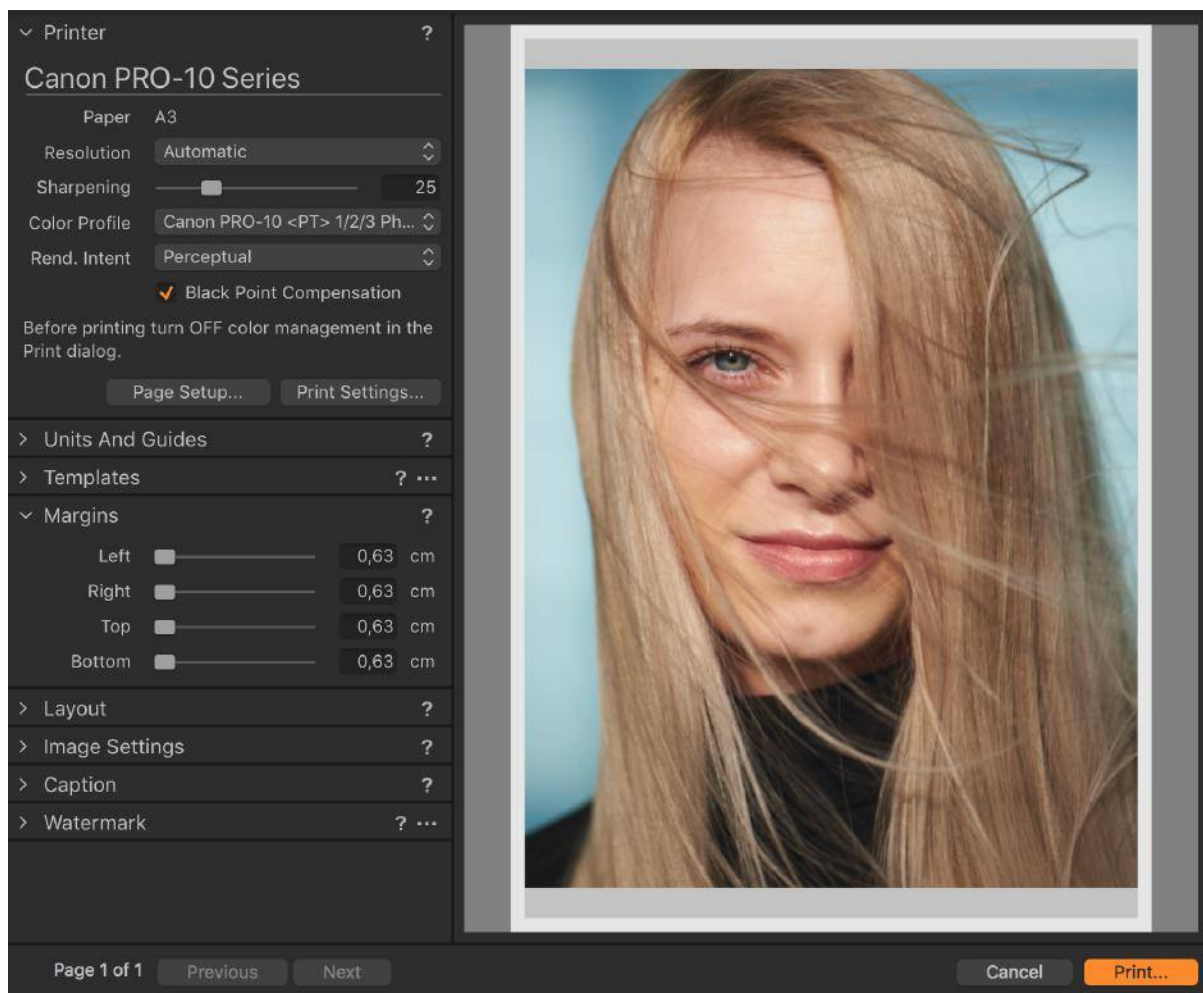 Printer ?
Canon PRO-10 Series
Paper A3
Resolution Automatic
Sharpening 25
Color Profile Canon PRO-10 <PT> 1/2/3 Ph...
Rend. Intent Perceptual
Black Point Compensation
Before printing turn OFF color management in the
Print dialog.
Page Setup... Print Settings...
Units And Guides ?
Templates ? ...
Margins ?
Left 0,63 cm
Right 0,63 cm
Top 0,63 cm
Bottom 0,63 cm
Layout ?
Image Settings ?
Caption ?
Watermark ? ...
Page 1 of 1 Previous Next Cancel Print...